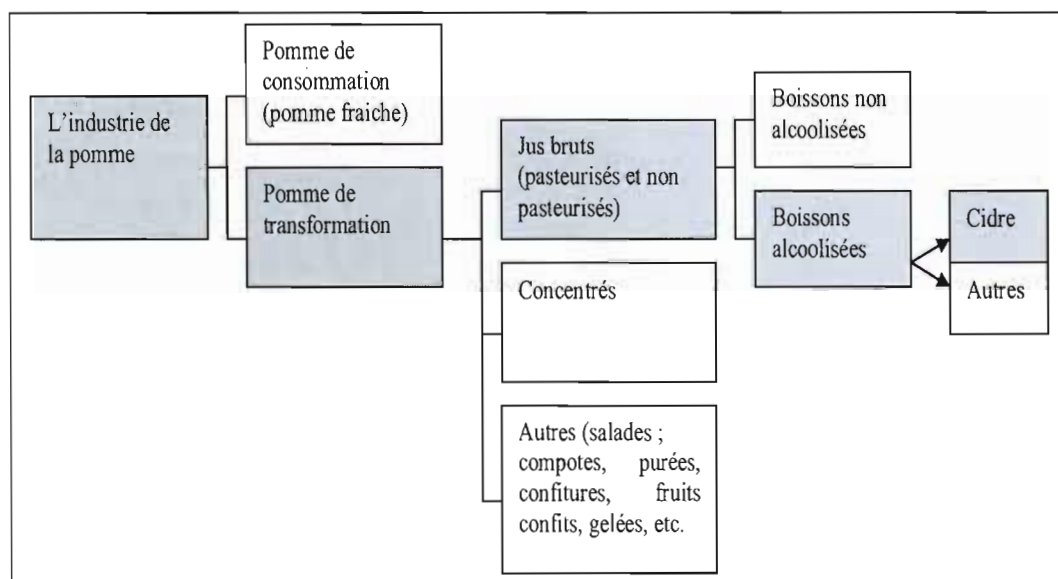 L'industrie de
la pomme
Pomme de
consommation
(pomme fraiche)
Pomme de
transformation
Jus bruts
(pasteurisés et non
pasteurisés)
Concentrés
Autres (salades ;
compotes, purées,
confitures, fruits
confits, gelées, etc.
Boissons non
alcoolisées
Boissons
alcoolisées
Cidre
Autres